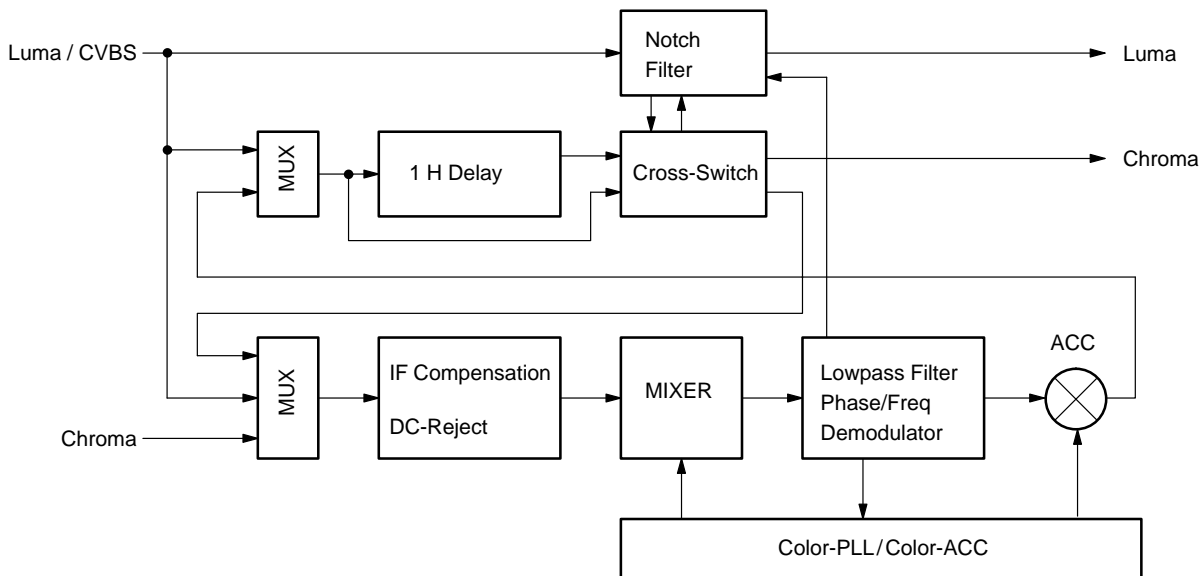 Luma / CVBS
Notch
Filter
Luma
MUX
1 H Delay
Cross-Switch
Chroma
ACC
MUX
IF Compensation
DC-Reject
MIXER
Lowpass Filter
Phase/Freq
Demodulator
Chroma
Color-PLL/Color-ACC